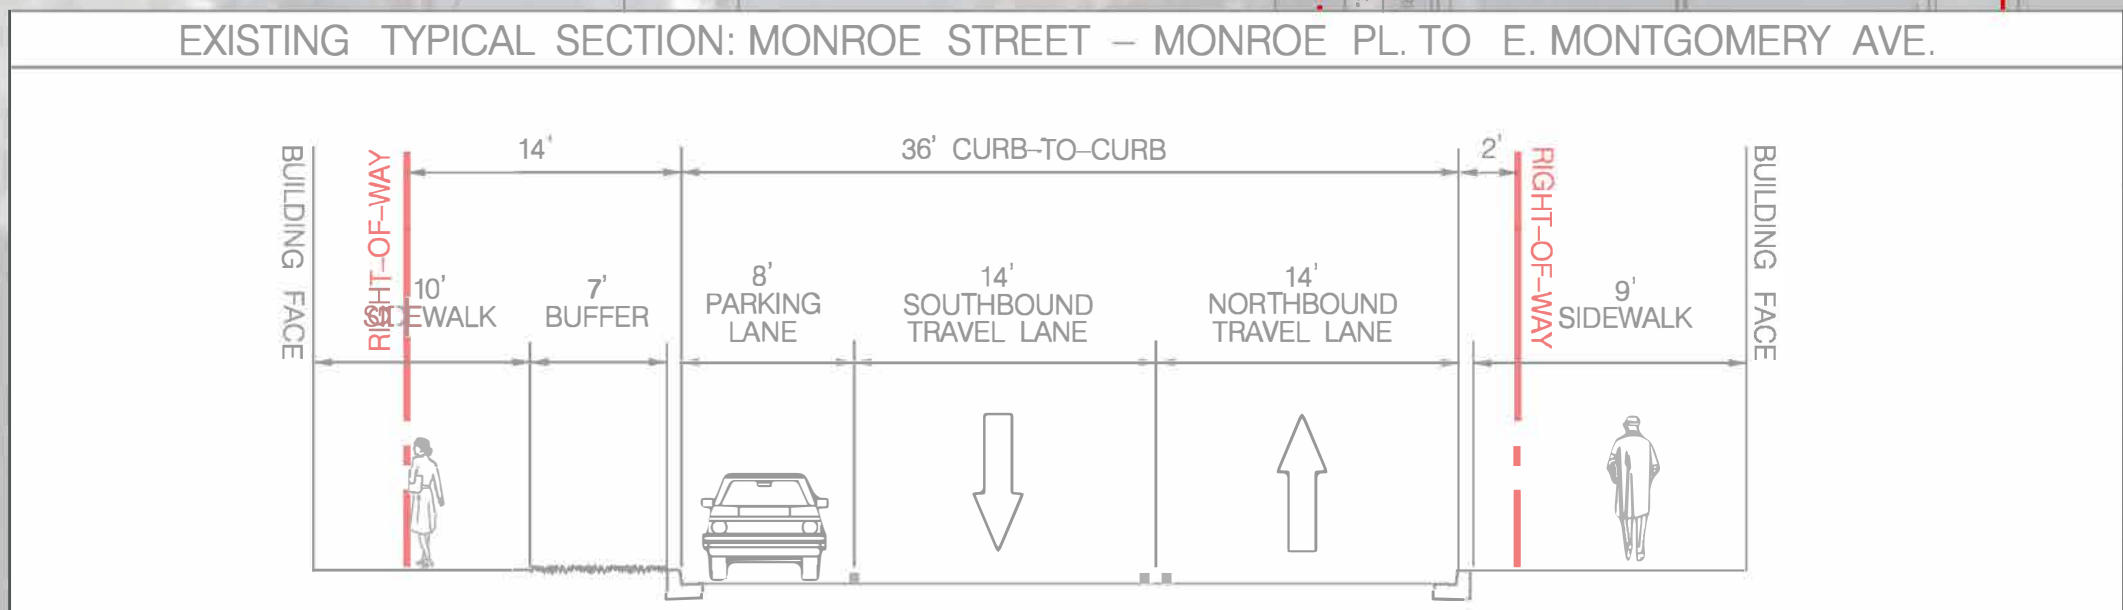 EXISTING TYPICAL SECTION: MONROE STREET – MONROE PL. TO E. MONTGOMERY AVE.
BUILDING FACE
RIGHT-OF-WAY
14'
36' CURB-TO-CURB
2'
RIGHT-OF-WAY
BUILDING FACE
10'
SIDEWALK
7'
BUFFER
8'
PARKING
LANE
14'
SOUTHBOUND
TRAVEL LANE
14'
NORTHBOUND
TRAVEL LANE
9'
SIDEWALK